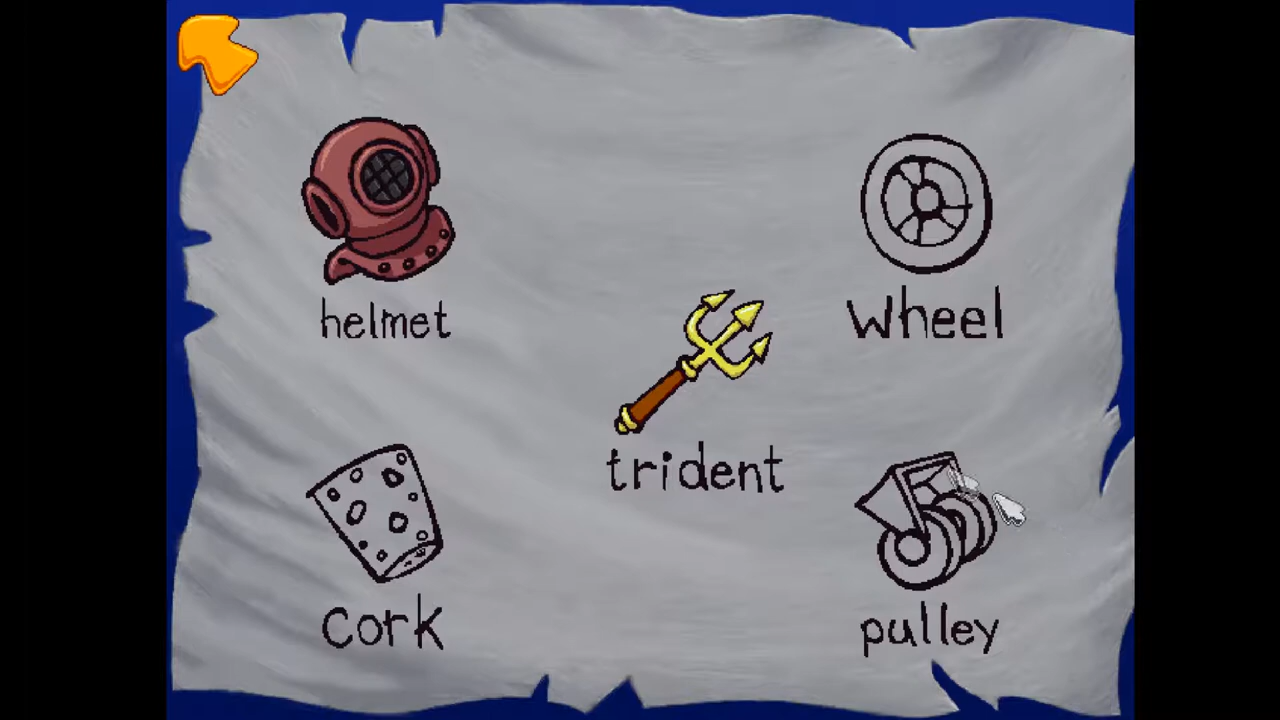 helmet
Wheel
trident
cork
pulley